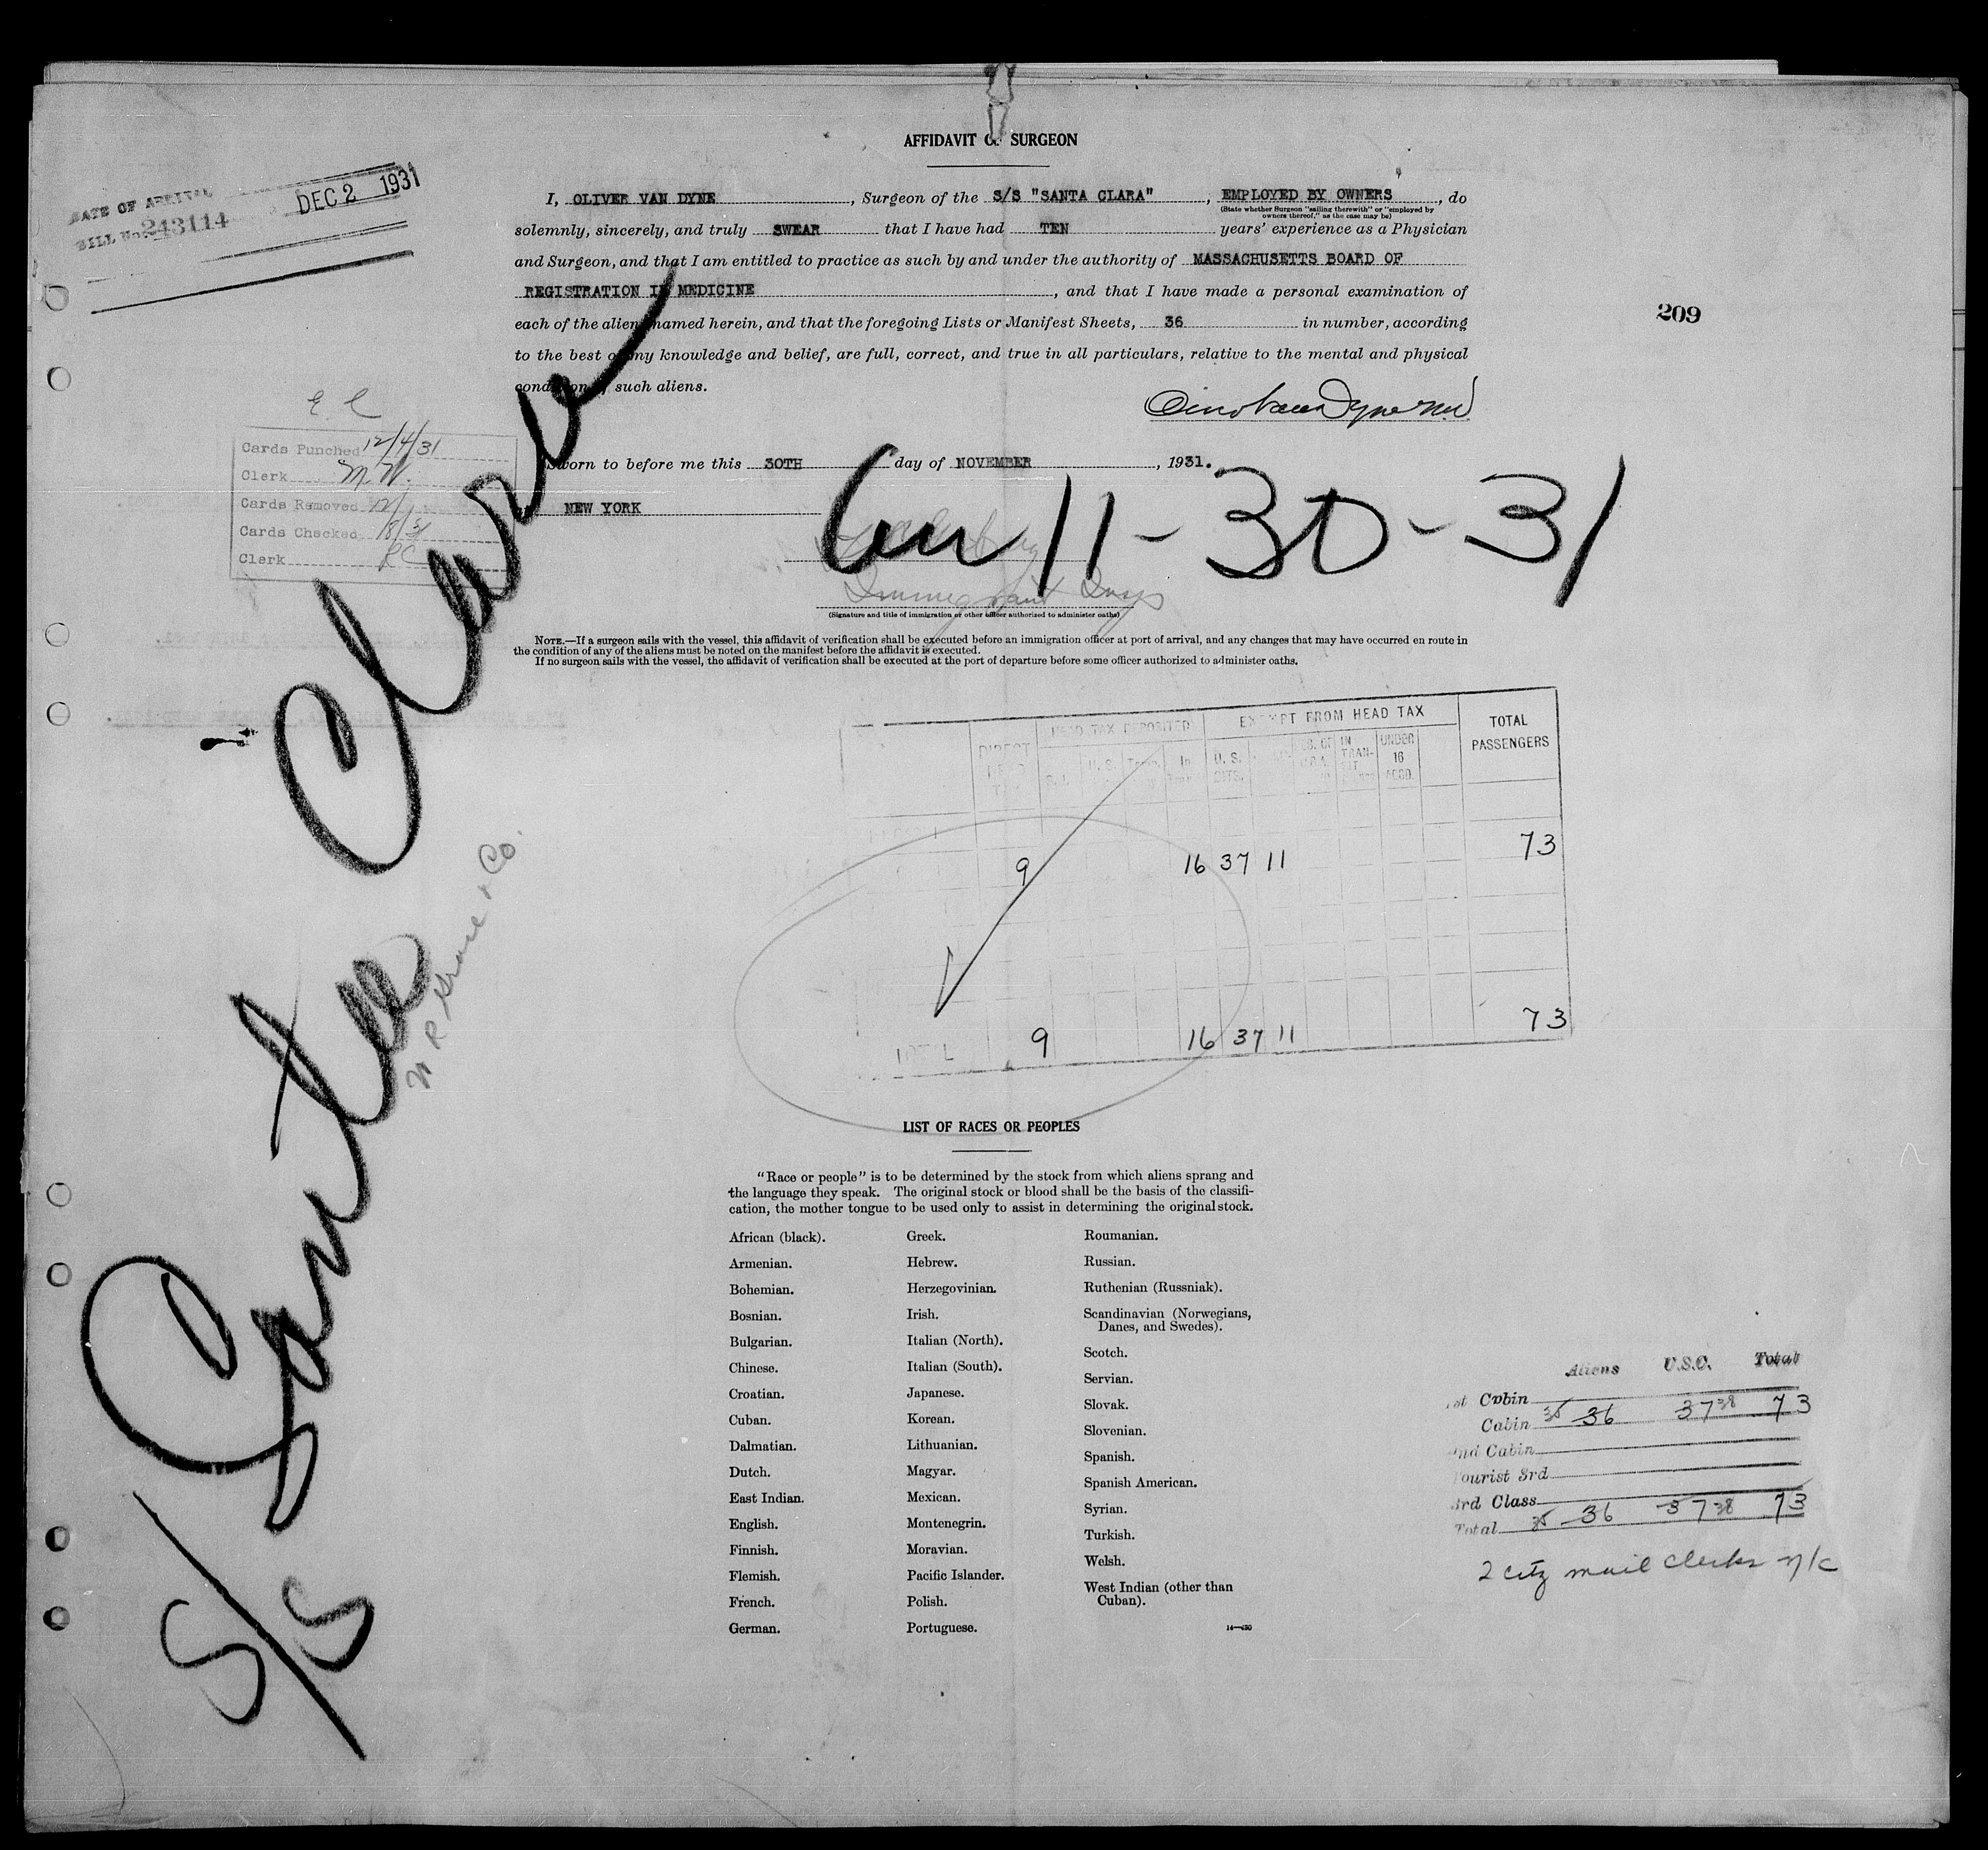 AFFIDAVIT OF SURGEON
DATE OF ARRIVAL DEC 2 1931
BILL No. 243114
I, OLIVER VAN DYNE, Surgeon of the S/S "SANTA CLARA", EMPLOYED BY OWNERS, do
(State whether Surgeon "sailing therewith" or "employed by
owners thereof," as the case may be)
solemnly, sincerely, and truly SWEAR that I have had TEN years' experience as a Physician
and Surgeon, and that I am entitled to practice as such by and under the authority of MASSACHUSETTS BOARD OF
REGISTRATION IN MEDICINE, and that I have made a personal examination of
each of the aliens named herein, and that the foregoing Lists or Manifest Sheets, 36 in number, according
to the best of my knowledge and belief, are full, correct, and true in all particulars, relative to the mental and physical
condition of such aliens.
209
Sworn to before me this 30TH day of NOVEMBER, 1931.
NEW YORK
Arr 11-30-31
Immigrant Insp
(Signature and title of immigration or other officer authorized to administer oaths)
Cards Punched 12/4/31
Clerk M.W.
Cards Removed 12/
Cards Checked 8/31
Clerk
NOTE.—If a surgeon sails with the vessel, this affidavit of verification shall be executed before an immigration officer at port of arrival, and any changes that may have occurred en route in
the condition of any of the aliens must be noted on the manifest before the affidavit is executed.
If no surgeon sails with the vessel, the affidavit of verification shall be executed at the port of departure before some officer authorized to administer oaths.
S/S Santa Clara
W R Grace & Co.
DIRECT HEAD TAX
HEAD TAX DEPOSITED
EXEMPT FROM HEAD TAX
TOTAL
PASSENGERS
U. S. CITS.
IN TRANSIT
UNDER 16 ACCD.
9 16 37 11 73
TOTAL 9 16 37 11 73
LIST OF RACES OR PEOPLES
"Race or people" is to be determined by the stock from which aliens sprang and
the language they speak. The original stock or blood shall be the basis of the classifi-
cation, the mother tongue to be used only to assist in determining the original stock.
African (black).
Armenian.
Bohemian.
Bosnian.
Bulgarian.
Chinese.
Croatian.
Cuban.
Dalmatian.
Dutch.
East Indian.
English.
Finnish.
Flemish.
French.
German.
Greek.
Hebrew.
Herzegovinian.
Irish.
Italian (North).
Italian (South).
Japanese.
Korean.
Lithuanian.
Magyar.
Mexican.
Montenegrin.
Moravian.
Pacific Islander.
Polish.
Portuguese.
Roumanian.
Russian.
Ruthenian (Russniak).
Scandinavian (Norwegians,
Danes, and Swedes).
Scotch.
Servian.
Slovak.
Slovenian.
Spanish.
Spanish American.
Syrian.
Turkish.
Welsh.
West Indian (other than
Cuban).
Aliens U.S.C. Total
1st Cabin
Cabin 35 36 37 38 73
2nd Cabin
Tourist 3rd
3rd Class
Total 35 36 37 38 73
2 city mail clerks n/c